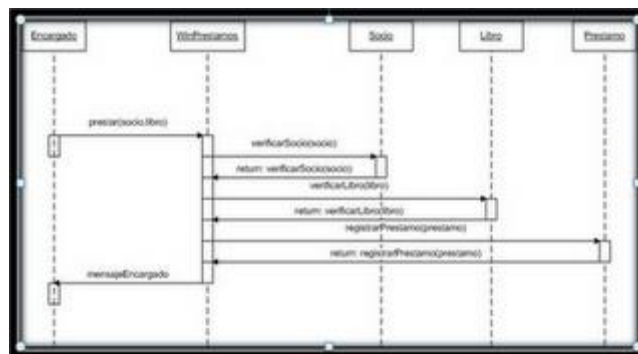 Encargado WinPrestamos Socio Libro Prestamo
prestar(socio,libro)
verificarSocio(socio)
return: verificarSocio(socio)
verificarLibro(libro)
return: verificarLibro(libro)
registrarPrestamo(prestamo)
return: registrarPrestamo(prestamo)
mensajeEncargado